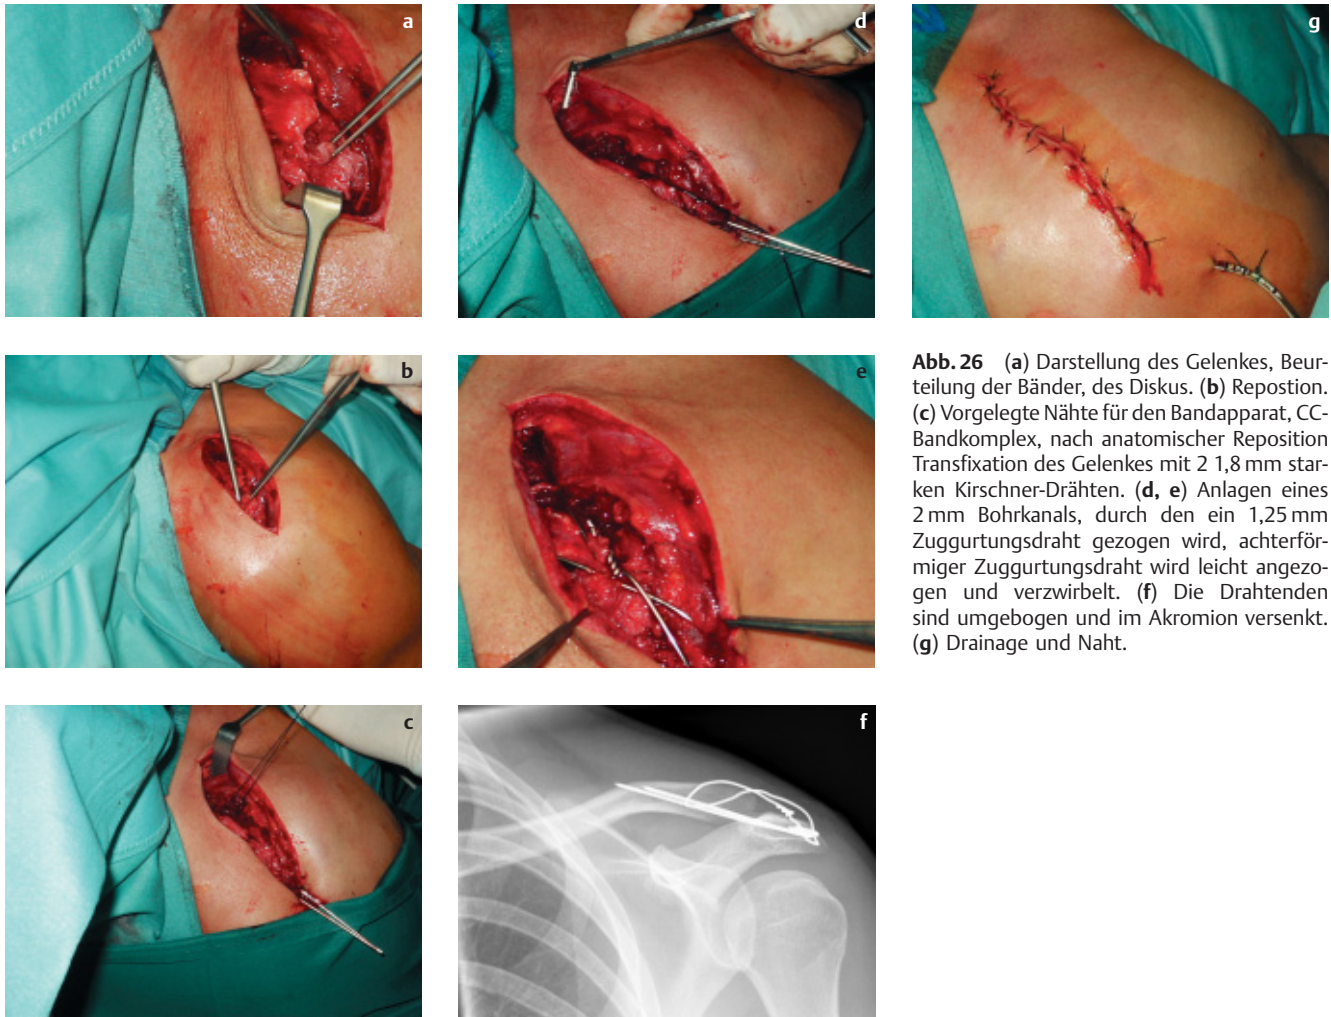 a
d
g
b
e
c
f
Abb. 26 (a) Darstellung des Gelenkes, Beur-
teilung der Bänder, des Diskus. (b) Repostion.
(c) Vorgelegte Nähte für den Bandapparat, CC-
Bandkomplex, nach anatomischer Reposition
Transfixation des Gelenkes mit 2 1,8 mm star-
ken Kirschner-Drähten. (d, e) Anlagen eines
2 mm Bohrkanals, durch den ein 1,25 mm
Zuggurtungsdraht gezogen wird, achterför-
miger Zuggurtungsdraht wird leicht angezo-
gen und verzwirbelt. (f) Die Drahtenden
sind umgebogen und im Akromion versenkt.
(g) Drainage und Naht.